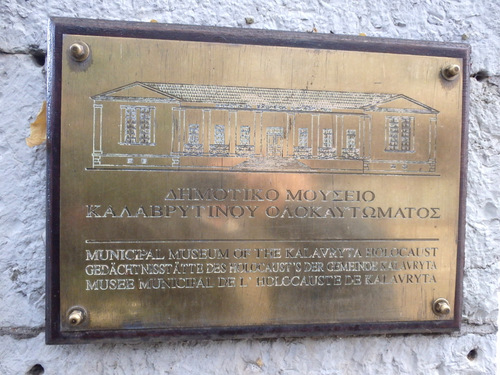 ΔΗΜΟΤΙΚΟ ΜΟΥΣΕΙΟ
ΚΑΛΑΒΡΥΤΙΝΟΥ ΟΛΟΚΑΥΤΩΜΑΤΟΣ
MUNICIPAL MUSEUM OF THE KALAVRYTA HOLOCAUST
GEDÄCHTNISSTÄTTE DES HOLOCAUST'S DER GEMEINDE KALAVRYTA
MUSEE MUNICIPAL DE L' HOLOCAUSTE DE KALAVRYTA